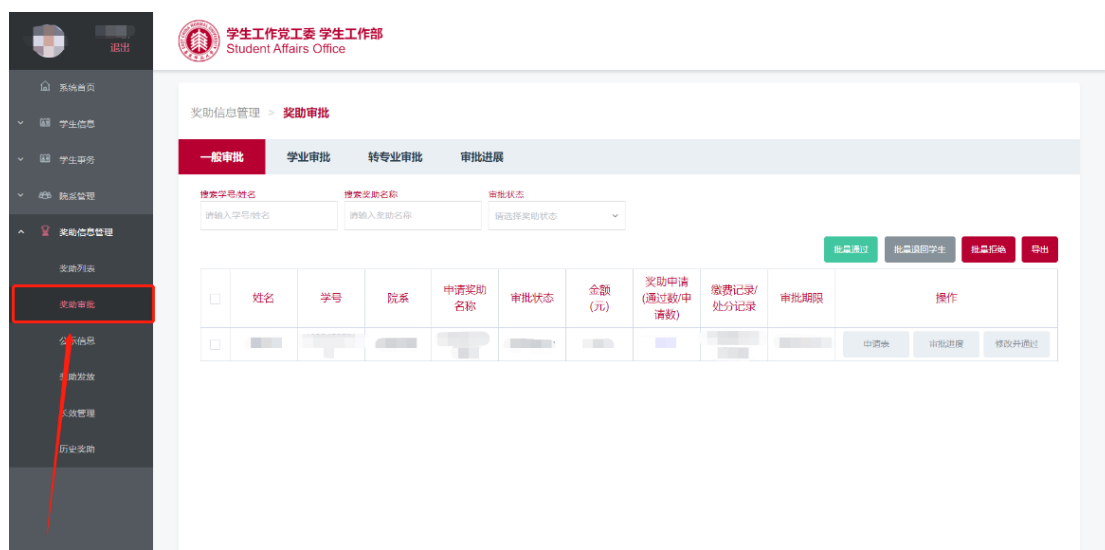 退出
学生工作党工委 学生工作部
Student Affairs Office
系统首页
学生信息
学生事务
院系管理
奖助信息管理
奖助列表
奖助审批
公示信息
奖助发放
长效管理
历史奖助
奖助信息管理 > 奖助审批
一般审批 学业审批 转专业审批 审批进展
搜索学号/姓名 搜索奖助名称 审批状态
请输入学号/姓名 请输入奖助名称 请选择奖助状态
批量通过 批量退回学生 批量拒绝 导出
姓名 学号 院系 申请奖助名称 审批状态 金额(元) 奖助申请(通过数/申请数) 缴费记录/处分记录 审批期限 操作
申请表 审批进度 修改并通过